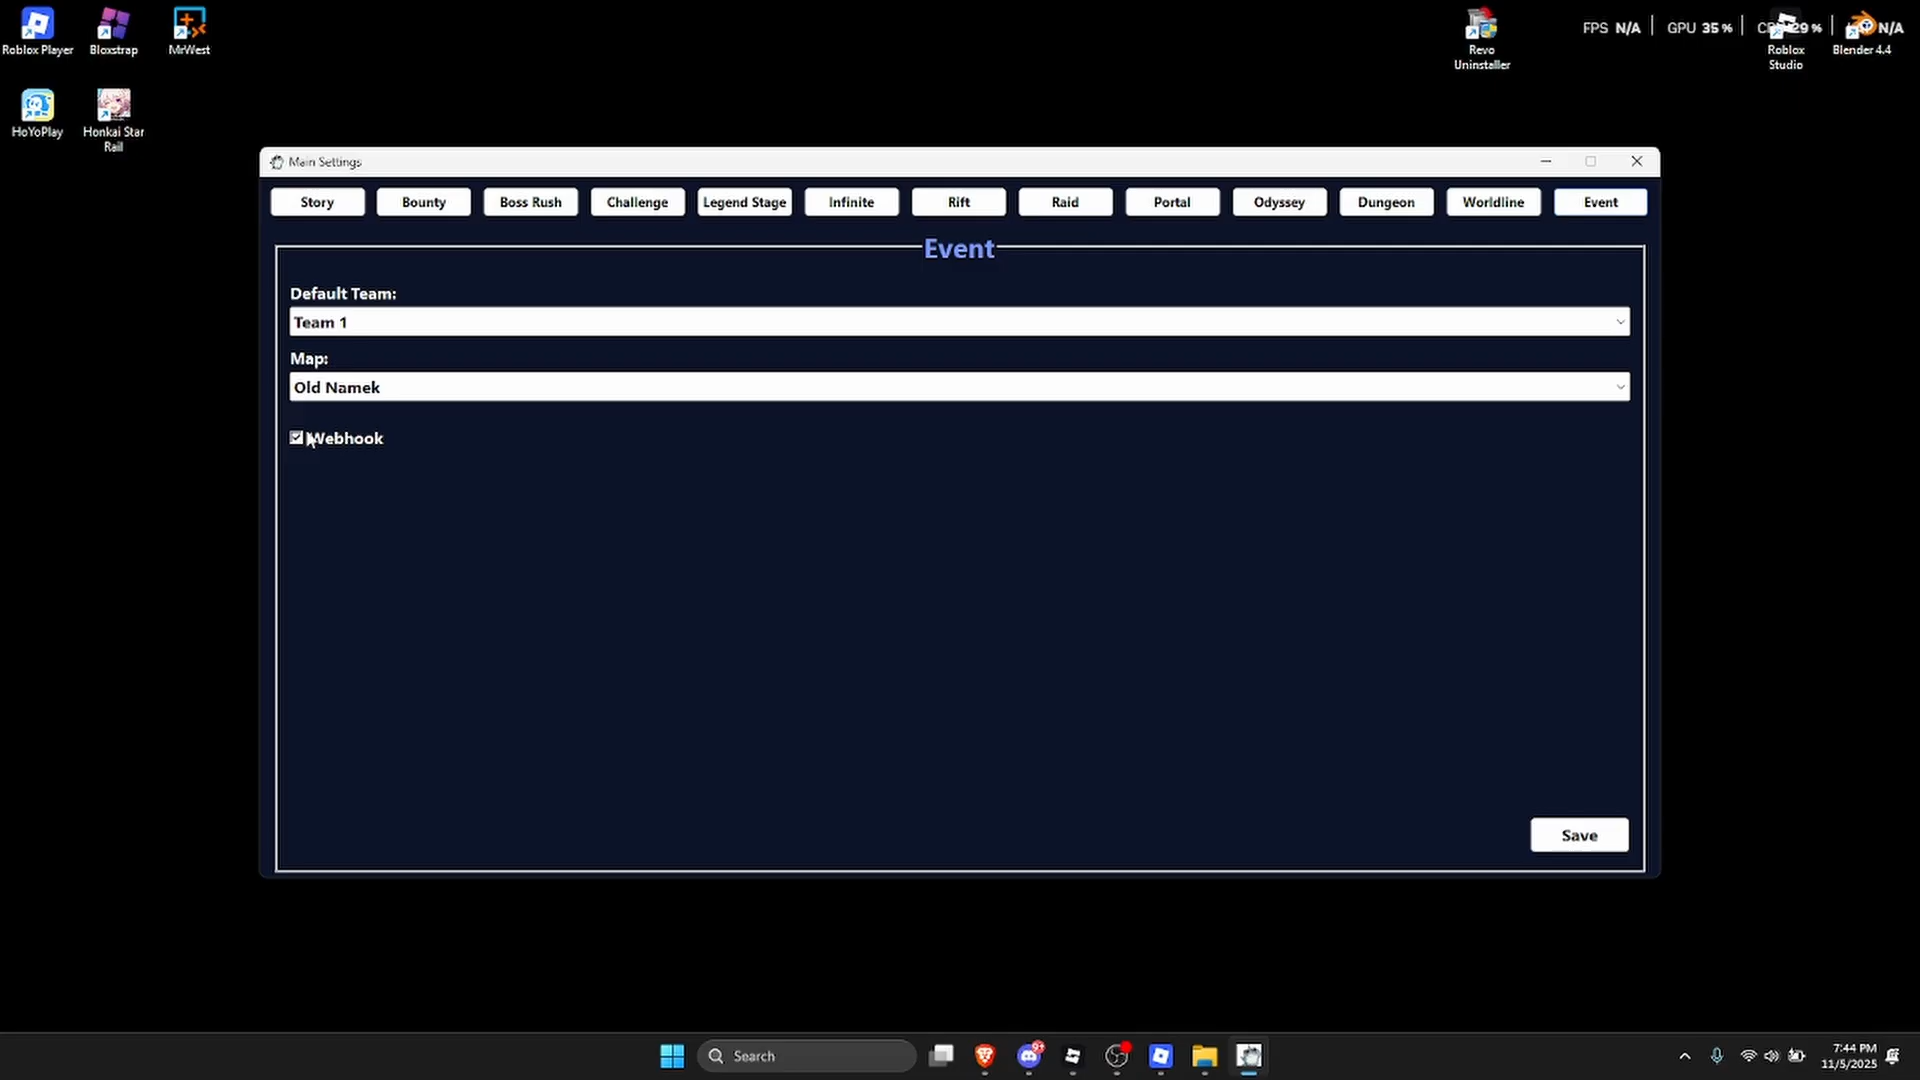 Roblox Player
Bloxstrap
MrWest
HoYoPlay
Honkai Star
Rail
Revo
Uninstaller
FPS N/A
GPU 35 %
29 %
N/A
Roblox
Studio
Blender 4.4
Main Settings
Story
Bounty
Boss Rush
Challenge
Legend Stage
Infinite
Rift
Raid
Portal
Odyssey
Dungeon
Worldline
Event
Event
Default Team:
Team 1
Map:
Old Namek
Webhook
Save
Search
9+
7:44 PM
11/5/2025